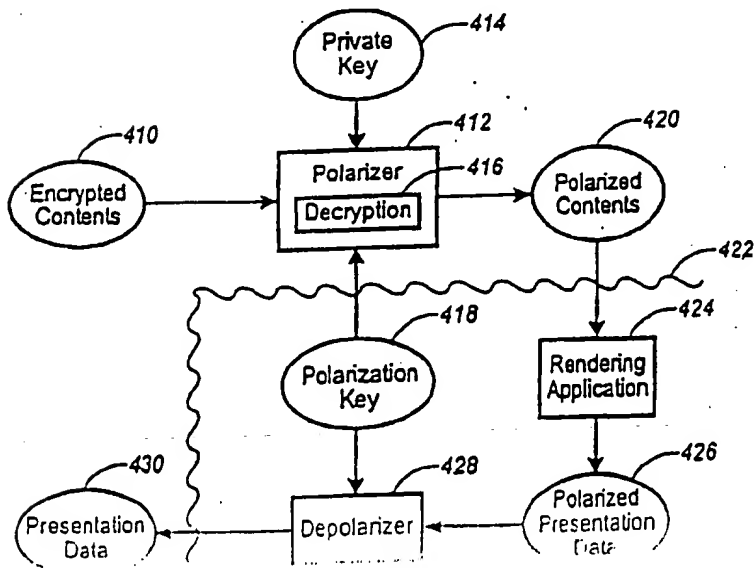 414
Private
Key
410
412
420
Polarizer
416
Encrypted
Contents
Decryption
Polarized
Contents
422
418
424
Polarization
Key
Rendering
Application
430
428
426
Presentation
Data
Depolarizer
Polarized
Presentation
Data